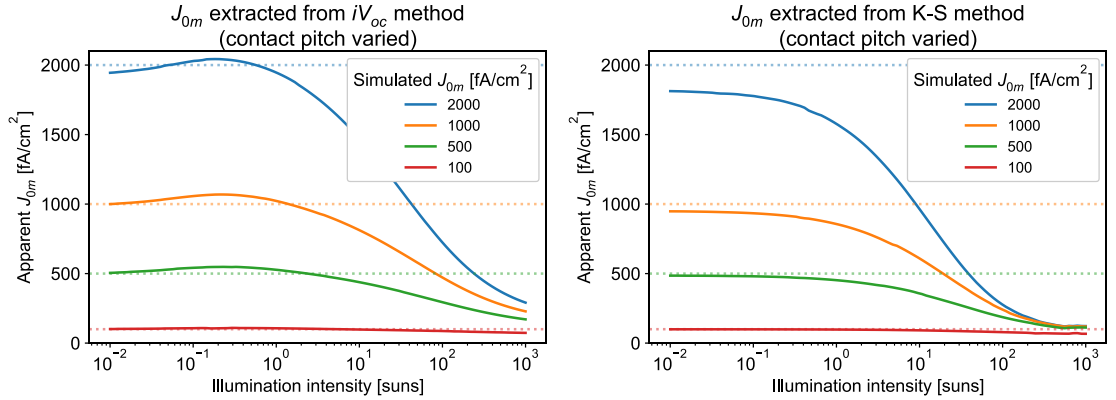 J0m extracted from iVoc method
(contact pitch varied)
Apparent J0m [fA/cm²]
2000
1500
1000
500
0
Simulated J0m [fA/cm²]
2000
1000
500
100
10⁻² 10⁻¹ 10⁰ 10¹ 10² 10³
Illumination intensity [suns]
J0m extracted from K-S method
(contact pitch varied)
Apparent J0m [fA/cm²]
2000
1500
1000
500
0
Simulated J0m [fA/cm²]
2000
1000
500
100
10⁻² 10⁻¹ 10⁰ 10¹ 10² 10³
Illumination intensity [suns]